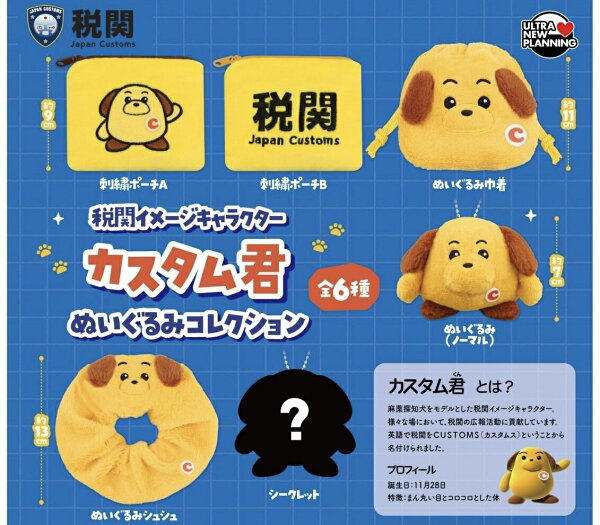 JAPAN CUSTOMS
税関
Japan Customs
ULTRA
NEW
PLANNING
約9cm
C
税関
Japan Customs
C
約11cm
刺繍ポーチA
刺繍ポーチB
ぬいぐるみ巾着
税関イメージキャラクター
カスタム君
ぬいぐるみコレクション
全6種
C
約7cm
ぬいぐるみ
(ノーマル)
約13cm
C
?
ぬいぐるみシュシュ
シークレット
カスタム君 とは?
くん
麻薬探知犬をモデルとした税関イメージキャラクター。
様々な場において、税関の広報活動に貢献しています。
英語で税関をCUSTOMS(カスタムス)ということから
名付けられました。
プロフィール
誕生日:11月28日
特徴:まん丸い目とコロコロとした体